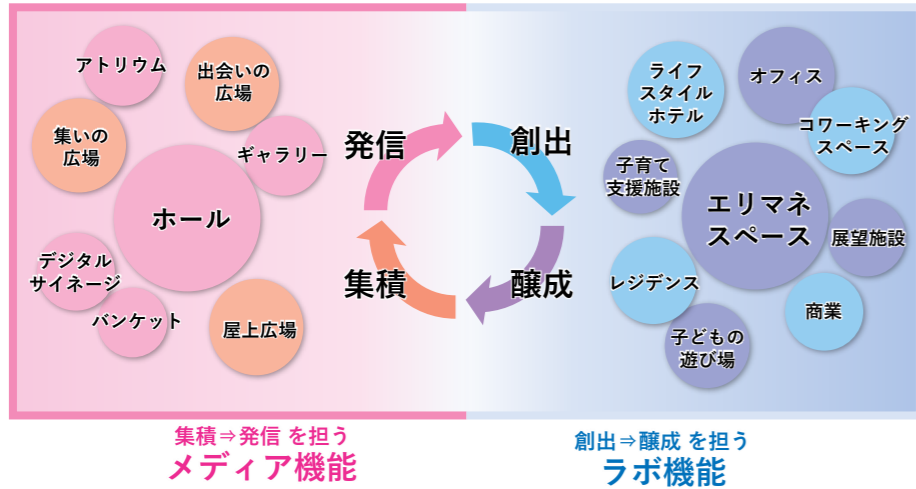 アトリウム
出会いの
広場
集いの
広場
ギャラリー
ホール
デジタル
サイネージ
バンケット
屋上広場
発信
創出
集積
醸成
ライフ
スタイル
ホテル
オフィス
コワーキング
スペース
子育て
支援施設
エリマネ
スペース
展望施設
レジデンス
商業
子どもの
遊び場
集積⇒発信 を担う
メディア機能
創出⇒醸成 を担う
ラボ機能